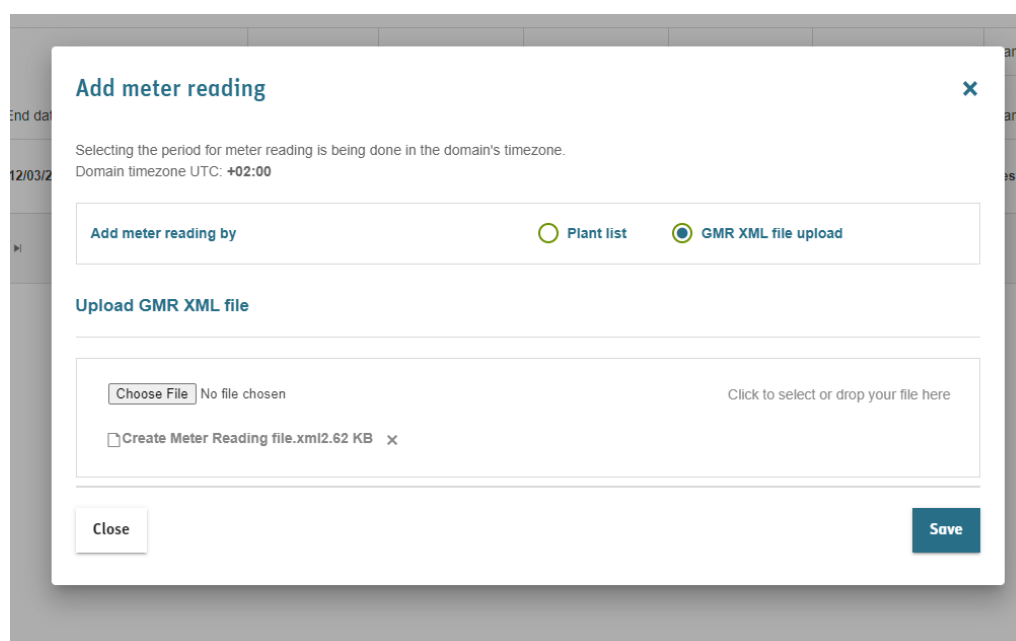 Add meter reading
Selecting the period for meter reading is being done in the domain's timezone.
Domain timezone UTC: +02:00
Add meter reading by
Plant list
GMR XML file upload
Upload GMR XML file
Choose File No file chosen
Click to select or drop your file here
Create Meter Reading file.xml2.62 KB
Close
Save
End dat
12/03/2
ar
ar
es